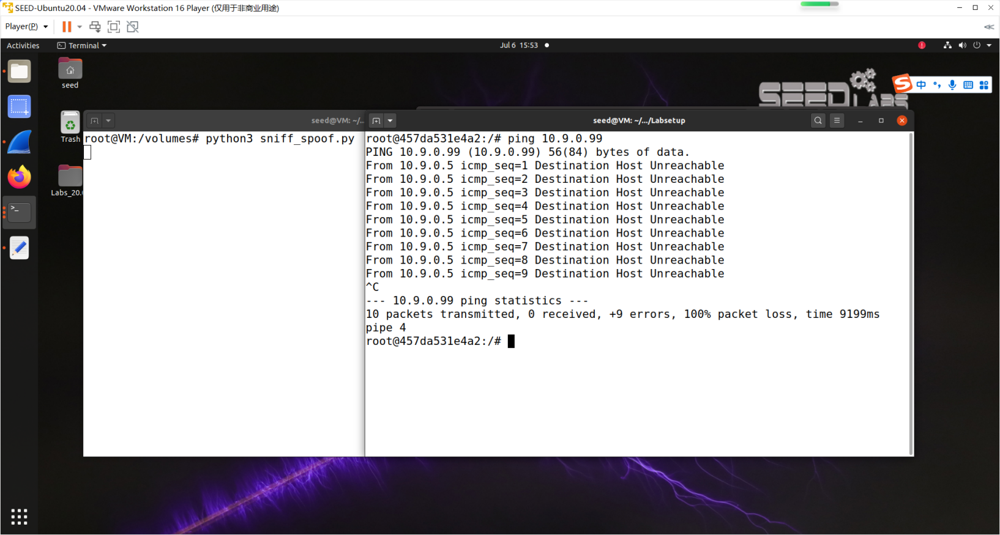 SEED-Ubuntu20.04 - VMware Workstation 16 Player (仅用于非商业用途)
Player(P)
Activities
Terminal
Jul 6 15:53
seed
SEED LABS
中
Trash
Labs_20.
seed@VM: ~/..
root@VM:/volumes# python3 sniff_spoof.py
seed@VM: ~/.../Labsetup
root@457da531e4a2:/# ping 10.9.0.99
PING 10.9.0.99 (10.9.0.99) 56(84) bytes of data.
From 10.9.0.5 icmp_seq=1 Destination Host Unreachable
From 10.9.0.5 icmp_seq=2 Destination Host Unreachable
From 10.9.0.5 icmp_seq=3 Destination Host Unreachable
From 10.9.0.5 icmp_seq=4 Destination Host Unreachable
From 10.9.0.5 icmp_seq=5 Destination Host Unreachable
From 10.9.0.5 icmp_seq=6 Destination Host Unreachable
From 10.9.0.5 icmp_seq=7 Destination Host Unreachable
From 10.9.0.5 icmp_seq=8 Destination Host Unreachable
From 10.9.0.5 icmp_seq=9 Destination Host Unreachable
^C
--- 10.9.0.99 ping statistics ---
10 packets transmitted, 0 received, +9 errors, 100% packet loss, time 9199ms
pipe 4
root@457da531e4a2:/#